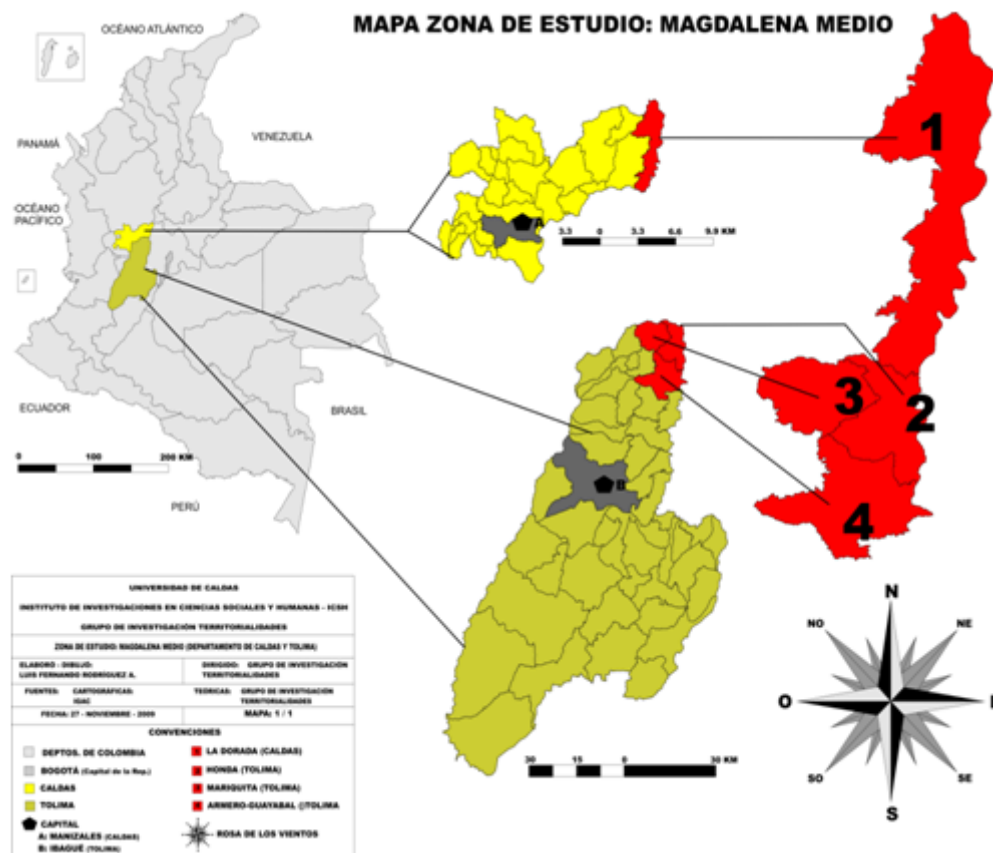 MAPA ZONA DE ESTUDIO: MAGDALENA MEDIO
OCÉANO ATLÁNTICO
PANAMÁ
VENEZUELA
OCÉANO
PACÍFICO
ECUADOR
BRASIL
PERÚ
0 100 200 KM
A
3.3 0 3.3 6.6 9.9 KM
B
30 15 0 30 KM
1
2
3
4
N
NE
E
SE
S
SO
O
NO
UNIVERSIDAD DE CALDAS
INSTITUTO DE INVESTIGACIONES EN CIENCIAS SOCIALES Y HUMANAS - ICSH
GRUPO DE INVESTIGACIÓN TERRITORIALIDADES
ZONA DE ESTUDIO: MAGDALENA MEDIO (DEPARTAMENTO DE CALDAS Y TOLIMA)
ELABORÓ - DIBUJO:
LUIS FERNANDO RODRÍGUEZ A.
DIRIGIDO: GRUPO DE INVESTIGACIÓN
TERRITORIALIDADES
FUENTES: CARTOGRÁFICAS:
IGAC
TEÓRICAS: GRUPO DE INVESTIGACIÓN
TERRITORIALIDADES
FECHA: 27 - NOVIEMBRE - 2009
MAPA: 1 / 1
CONVENCIONES
DEPTOS. DE COLOMBIA
BOGOTÁ (Capital de la Rep.)
CALDAS
TOLIMA
CAPITAL
A: MANIZALES (CALDAS)
B: IBAGUÉ (TOLIMA)
LA DORADA (CALDAS)
HONDA (TOLIMA)
MARIQUITA (TOLIMA)
ARMERO-GUAYABAL (TOLIMA
ROSA DE LOS VIENTOS